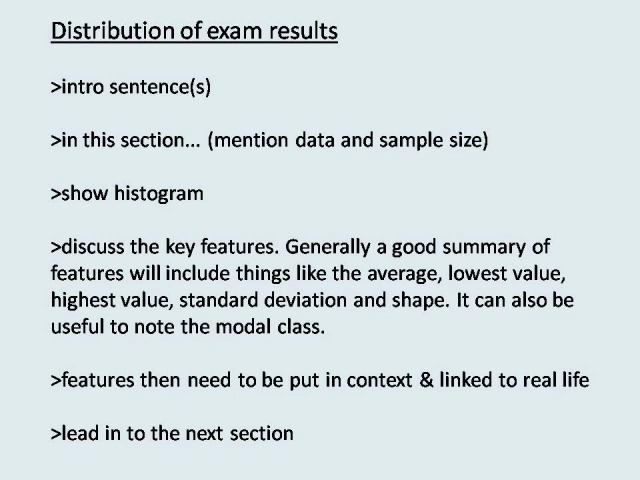 Distribution of exam results
>intro sentence(s)
>in this section... (mention data and sample size)
>show histogram
>discuss the key features. Generally a good summary of
features will include things like the average, lowest value,
highest value, standard deviation and shape. It can also be
useful to note the modal class.
>features then need to be put in context & linked to real life
>lead in to the next section